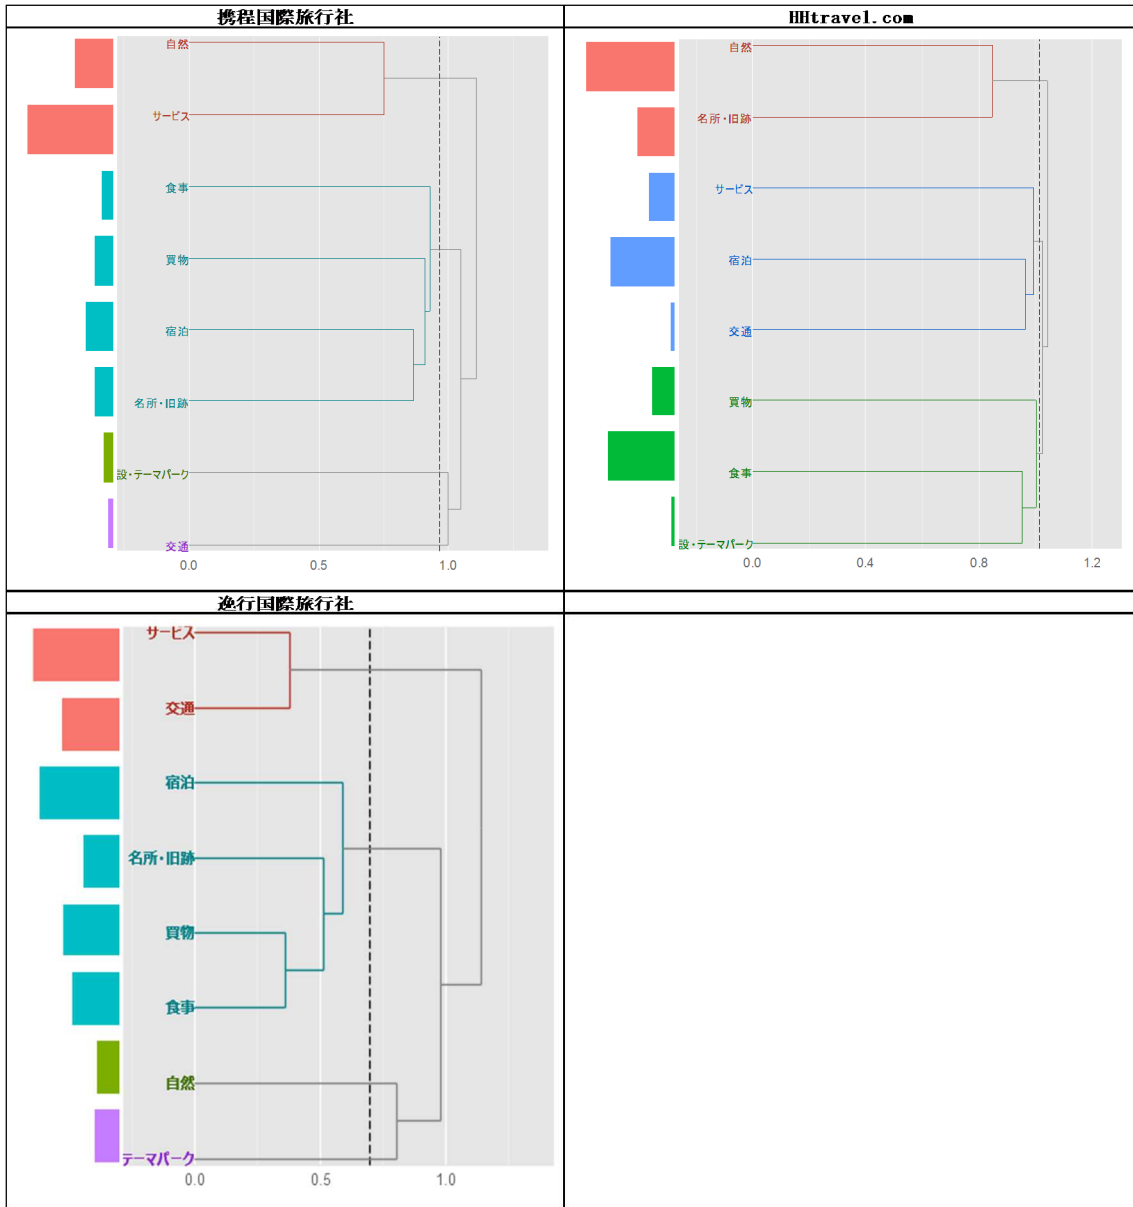 携程国際旅行社
自然
サービス
食事
買物
宿泊
名所・旧跡
設・テーマパーク
交通
0.0 0.5 1.0
HHtravel.com
自然
名所・旧跡
サービス
宿泊
交通
買物
食事
設・テーマパーク
0.0 0.4 0.8 1.2
逸行国際旅行社
サービス
交通
宿泊
名所・旧跡
買物
食事
自然
テーマパーク
0.0 0.5 1.0